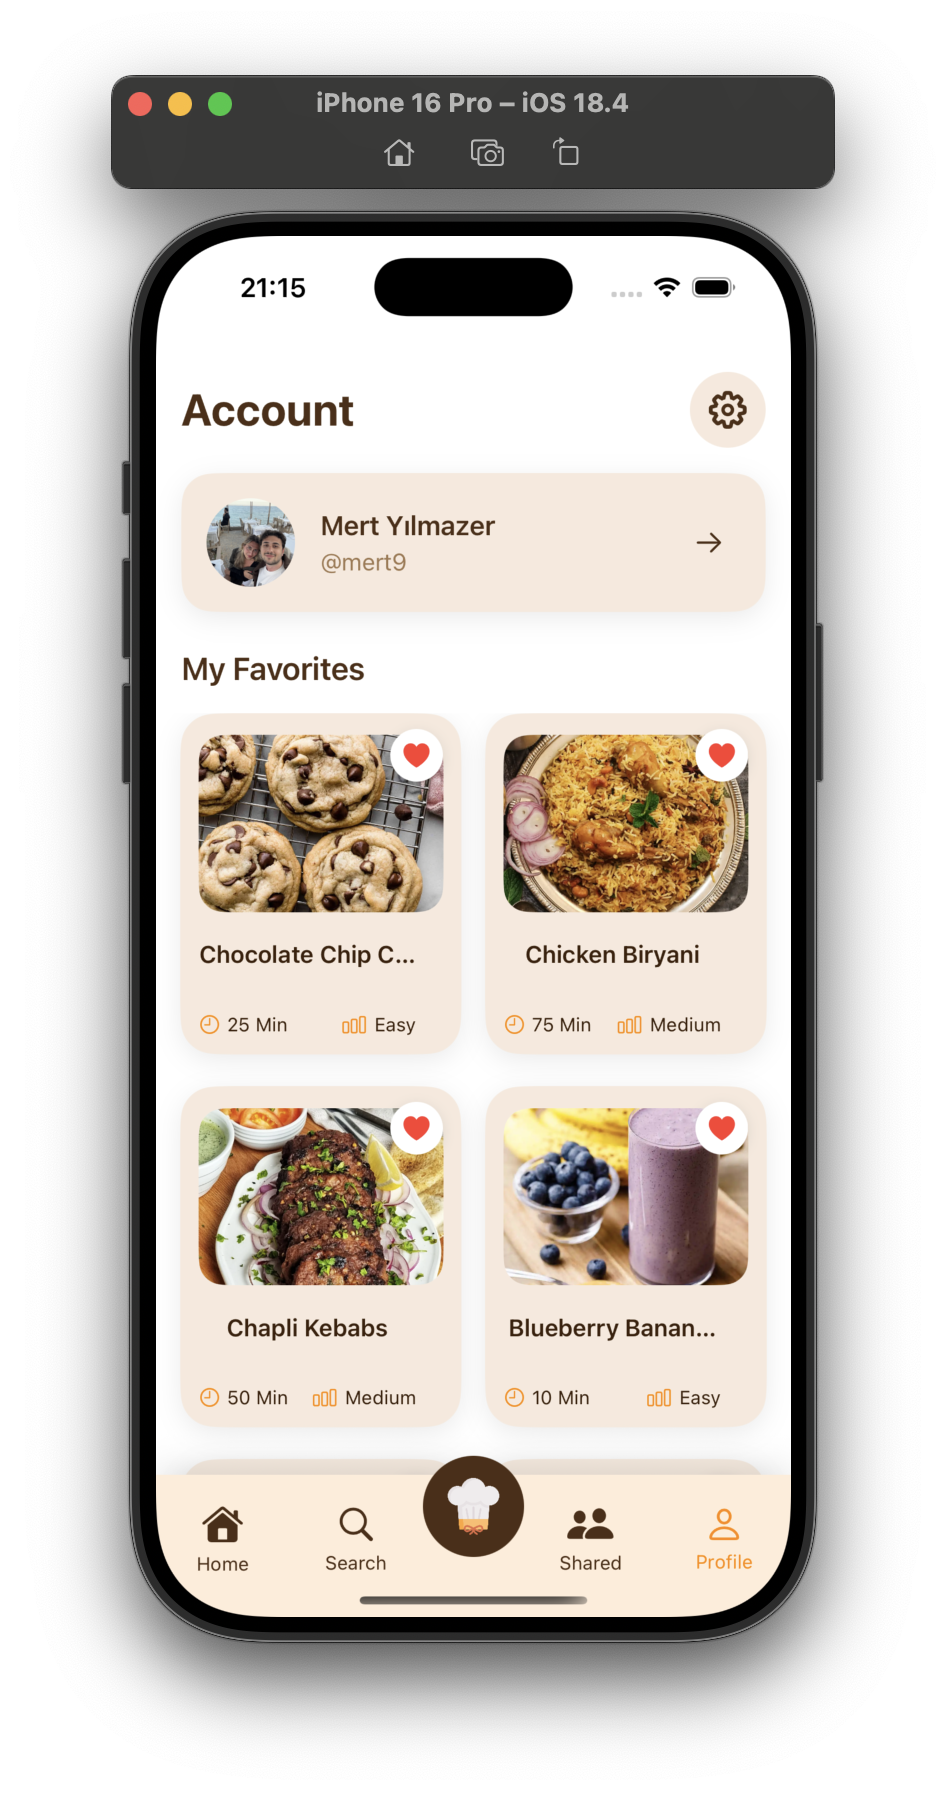 iPhone 16 Pro – iOS 18.4
21:15
Account
Mert Yılmazer
@mert9
My Favorites
Chocolate Chip C...
Chicken Biryani
25 Min Easy
75 Min Medium
Chapli Kebabs
Blueberry Banan...
50 Min Medium
10 Min Easy
Home
Search
Shared
Profile